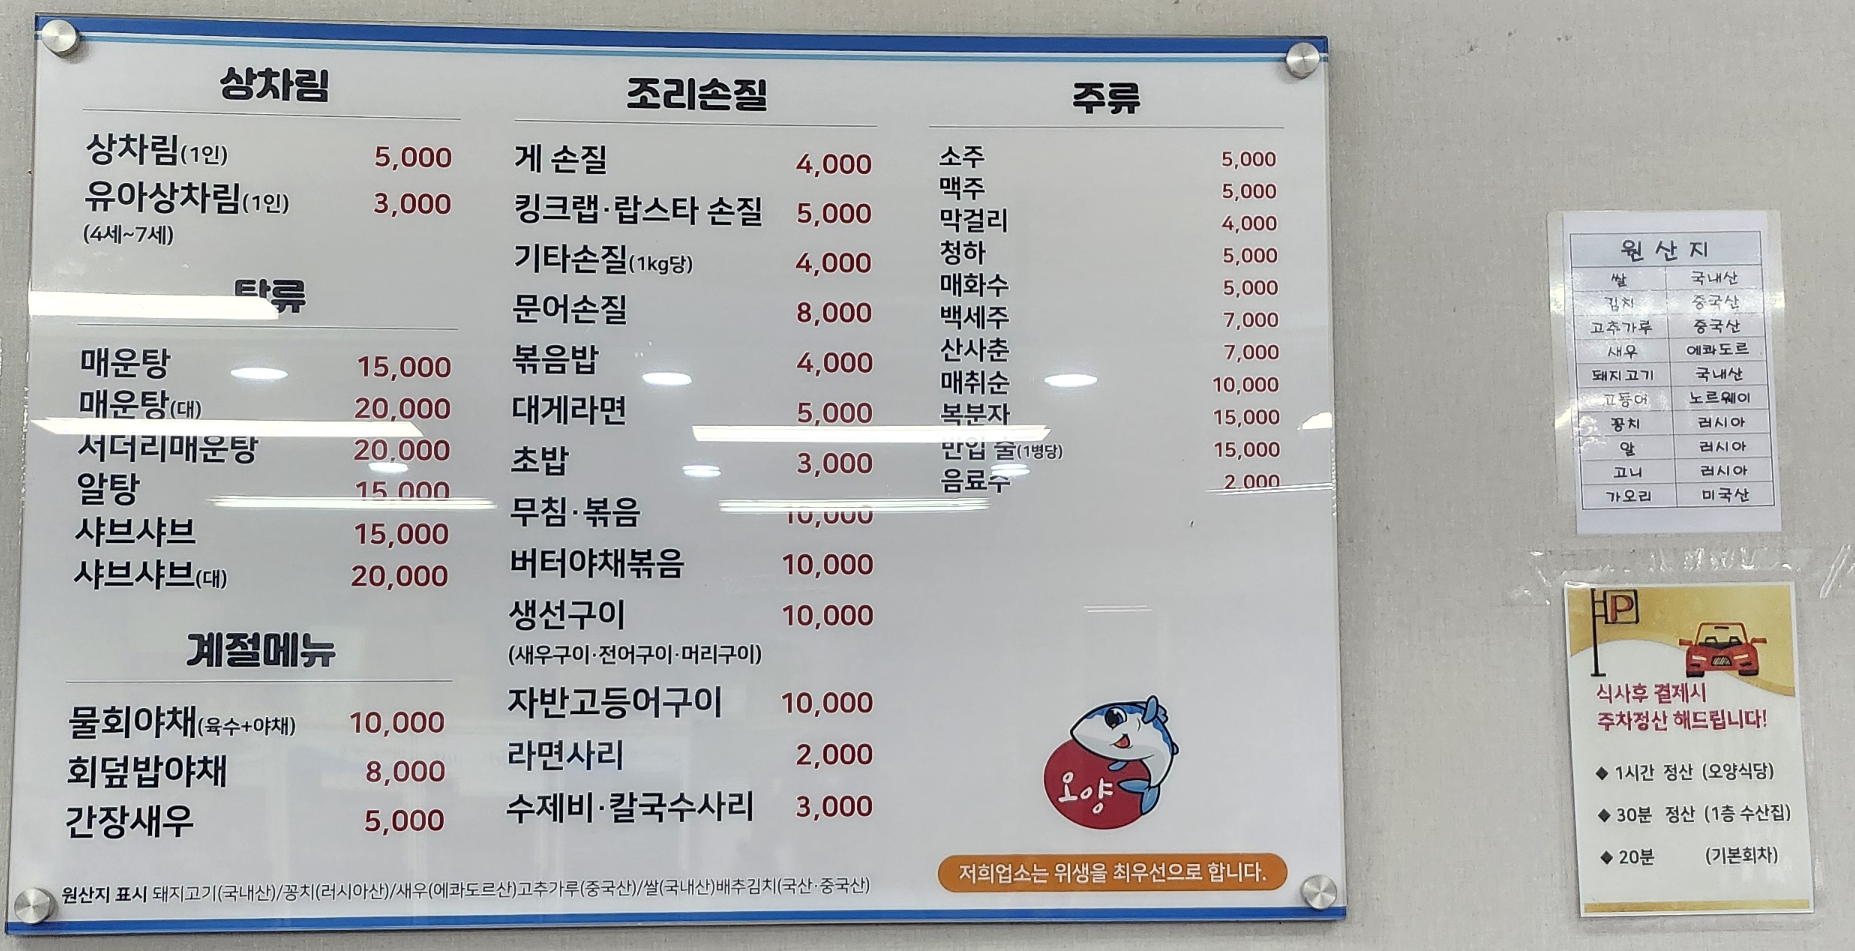 상차림
상차림(1인) 5,000
유아상차림(1인) 3,000
(4세~7세)
탕류
매운탕 15,000
매운탕(대) 20,000
서더리매운탕 20,000
알탕 15,000
샤브샤브 15,000
샤브샤브(대) 20,000
계절메뉴
물회야채(육수+야채) 10,000
회덮밥야채 8,000
간장새우 5,000
조리손질
게 손질 4,000
킹크랩·랍스타 손질 5,000
기타손질(1kg당) 4,000
문어손질 8,000
볶음밥 4,000
대게라면 5,000
초밥 3,000
무침·볶음 10,000
버터야채볶음 10,000
생선구이 10,000
(새우구이·전어구이·머리구이)
자반고등어구이 10,000
라면사리 2,000
수제비·칼국수사리 3,000
주류
소주 5,000
맥주 5,000
막걸리 4,000
청하 5,000
매화수 5,000
백세주 7,000
산사춘 7,000
매취순 10,000
복분자 15,000
반입 술(1병당) 15,000
음료수 2,000
오양
저희업소는 위생을 최우선으로 합니다.
원산지 표시 돼지고기(국내산)/꽁치(러시아산)/새우(에콰도르산)고추가루(중국산)/쌀(국내산)배추김치(국산·중국산)
원산지
쌀 국내산
김치 중국산
고추가루 중국산
새우 에콰도르
돼지고기 국내산
고등어 노르웨이
꽁치 러시아
알 러시아
고니 러시아
가오리 미국산
P
식사후 결제시
주차정산 해드립니다!
◆ 1시간 정산 (오양식당)
◆ 30분 정산 (1층 수산집)
◆ 20분 (기본회차)